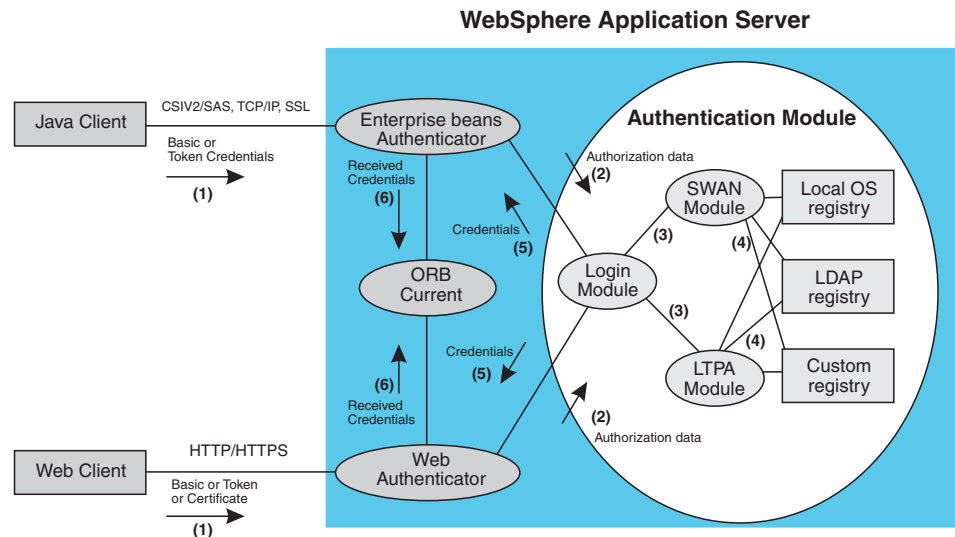 WebSphere Application Server
CSIV2/SAS, TCP/IP, SSL
Java Client
Enterprise beans
Authenticator
Basic or
Token Credentials
(1)
Received
Credentials
(6)
Credentials
(5)
Authentication Module
Authorization data
(2)
SWAN
Module
Local OS
registry
(3)
(4)
ORB
Current
Login
Module
LDAP
registry
(3)
(4)
LTPA
Module
Custom
registry
Credentials
(5)
(6)
Received
Credentials
(2)
Authorization data
HTTP/HTTPS
Web Client
Web
Authenticator
Basic or Token
or Certificate
(1)